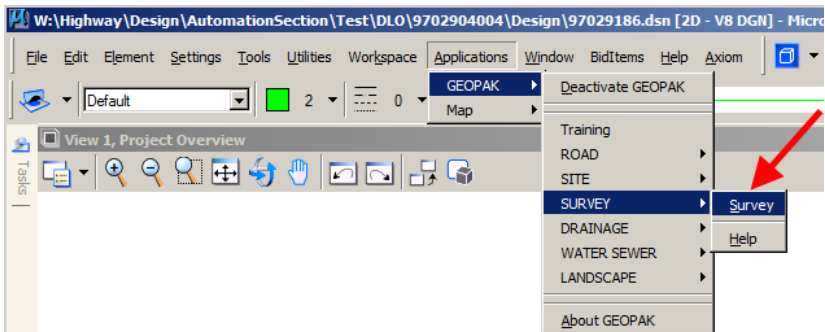 W:\Highway\Design\AutomationSection\Test\DLO\9702904004\Design\97029186.dsn [2D - V8 DGN] - Micro
File Edit Element Settings Tools Utilities Workspace Applications Window BidItems Help Axiom
Default 2 0
GEOPAK
Map
Deactivate GEOPAK
Training
ROAD
SITE
SURVEY
DRAINAGE
WATER SEWER
LANDSCAPE
About GEOPAK
Survey
Help
View 1, Project Overview
Tasks